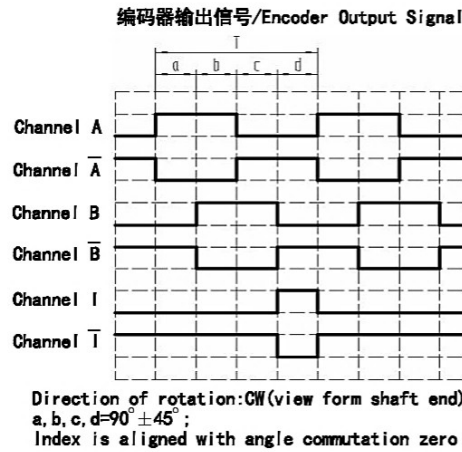 编码器输出信号/Encoder Output Signal
T
a b c d
Channel A
Channel A̅
Channel B
Channel B̅
Channel I
Channel I̅
Direction of rotation:CW(view form shaft end)
a,b,c,d=90°±45°;
Index is aligned with angle commutation zero